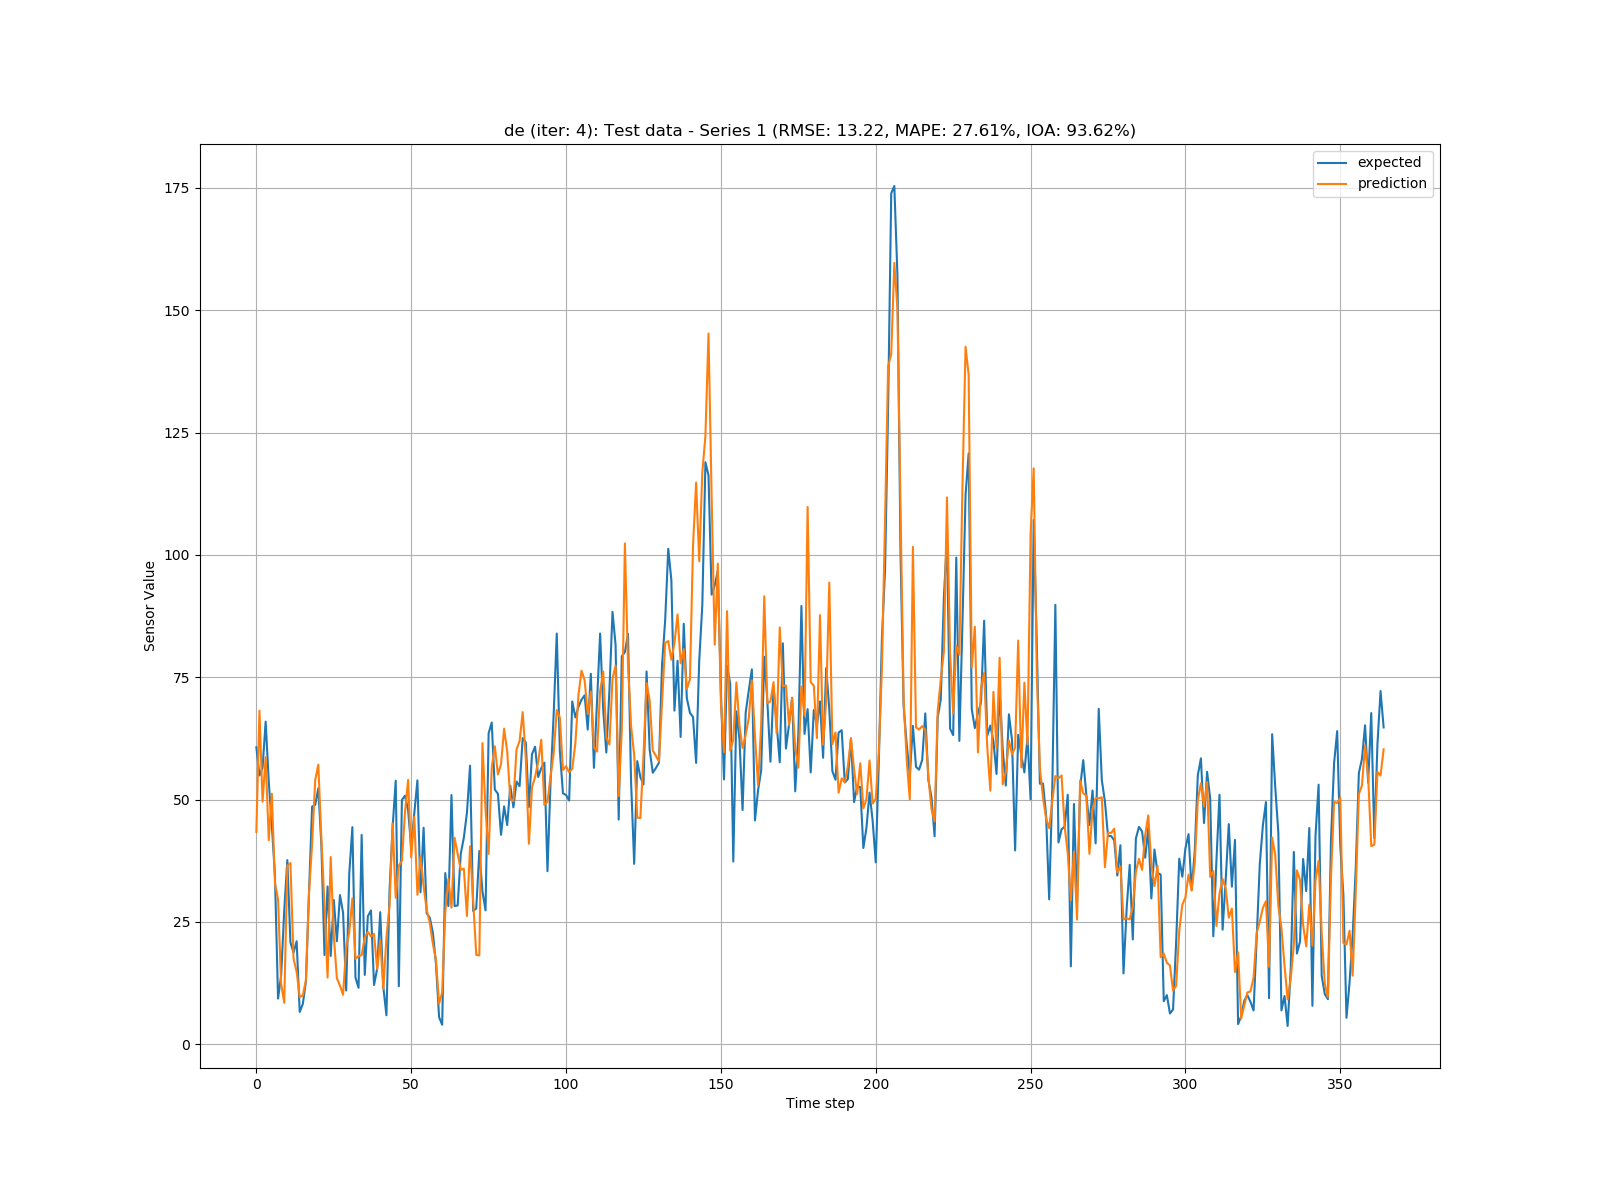 de (iter: 4): Test data - Series 1 (RMSE: 13.22, MAPE: 27.61%, IOA: 93.62%)
expected
prediction
175
150
125
100
75
50
25
0
Sensor Value
0 50 100 150 200 250 300 350
Time step